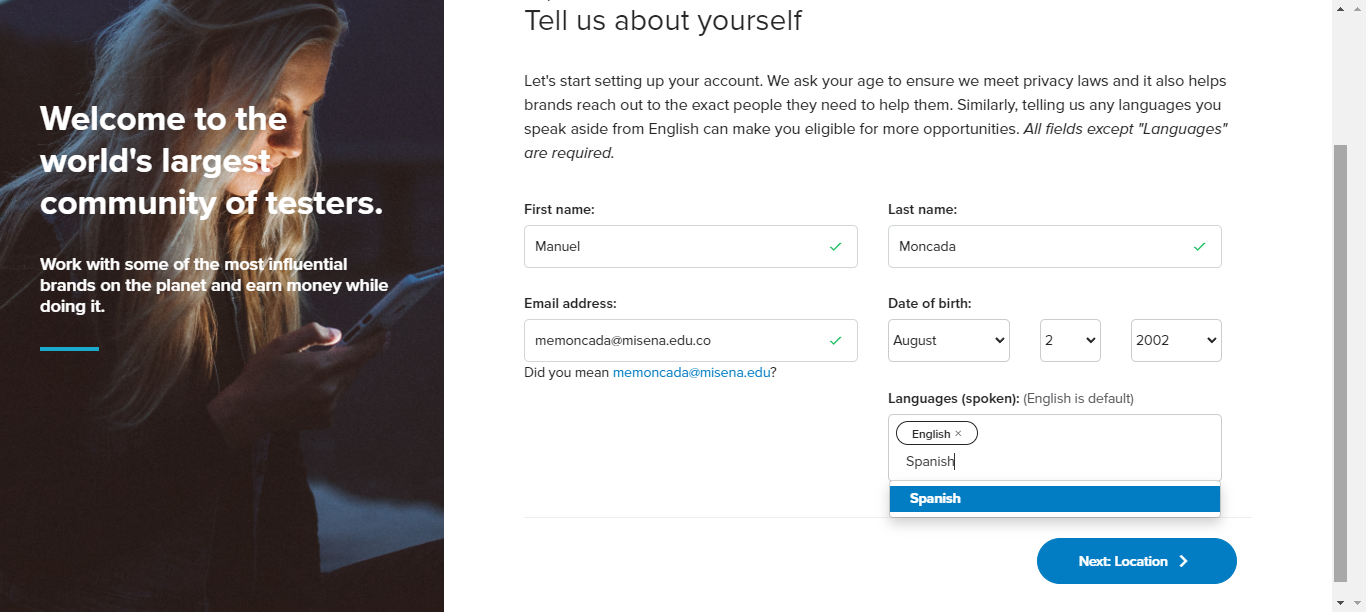 Welcome to the
world's largest
community of testers.
Work with some of the most influential
brands on the planet and earn money while
doing it.
Tell us about yourself
Let's start setting up your account. We ask your age to ensure we meet privacy laws and it also helps
brands reach out to the exact people they need to help them. Similarly, telling us any languages you
speak aside from English can make you eligible for more opportunities. All fields except "Languages"
are required.
First name:
Last name:
Manuel
Moncada
Email address:
Date of birth:
memoncada@misena.edu.co
August
2
2002
Did you mean memoncada@misena.edu?
Languages (spoken): (English is default)
English ×
Spanish
Spanish
Next: Location